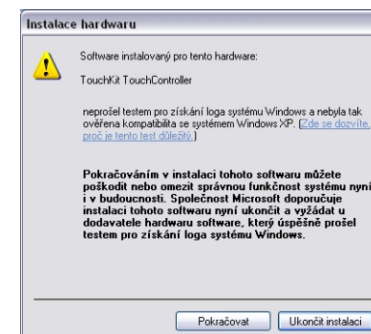 Instalace hardwaru
Software instalovaný pro tento hardware:
TouchKit TouchController
neprošel testem pro získání loga systému Windows a nebyla tak
ověřena kompatibilita se systémem Windows XP. (Zde se dozvíte,
proč je tento test důležitý.)
Pokračováním v instalaci tohoto softwaru můžete
poškodit nebo omezit správnou funkčnost systému nyní
i v budoucnosti. Společnost Microsoft doporučuje
instalaci tohoto softwaru nyní ukončit a vyžádat u
dodavatele hardwaru software, který úspěšně prošel
testem pro získání loga systému Windows.
Pokračovat
Ukončit instalaci